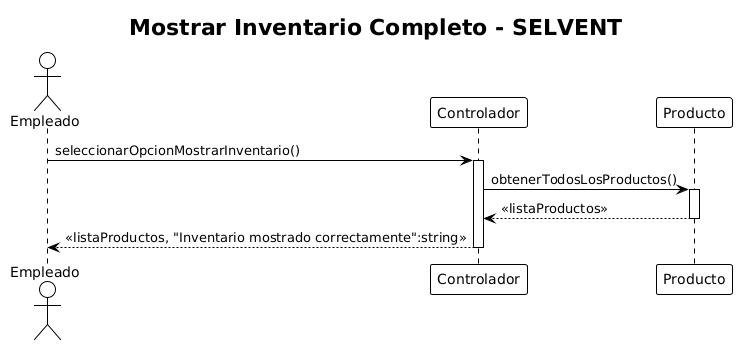 Mostrar Inventario Completo - SELVENT
Empleado
Controlador
Producto
seleccionarOpcionMostrarInventario()
obtenerTodosLosProductos()
«listaProductos»
«listaProductos, "Inventario mostrado correctamente":string»
Empleado
Controlador
Producto